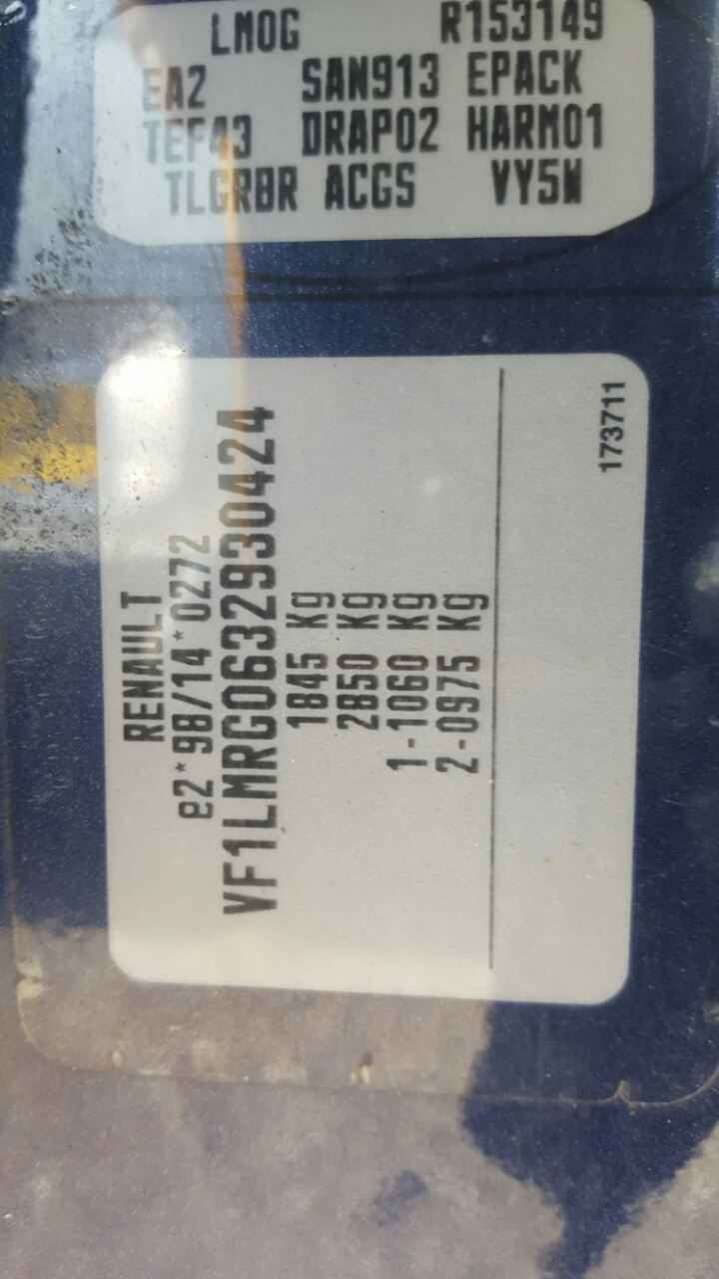 LM0G R153149
EA2 SAN913 EPACK
TEF43 DRAP02 HARM01
TLGRBR ACGS VY5W
RENAULT
e2*98/14*0272
VF1LMRG0632930424
1845 Kg
2850 Kg
1-1060 Kg
2-0975 Kg
173711